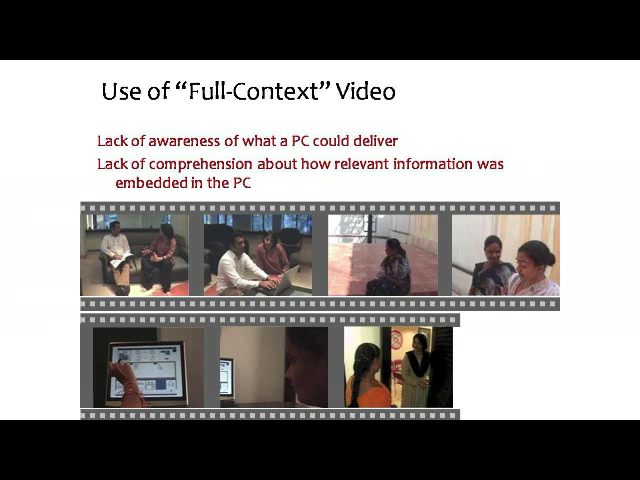 Use of “Full-Context” Video
Lack of awareness of what a PC could deliver
Lack of comprehension about how relevant information was
embedded in the PC